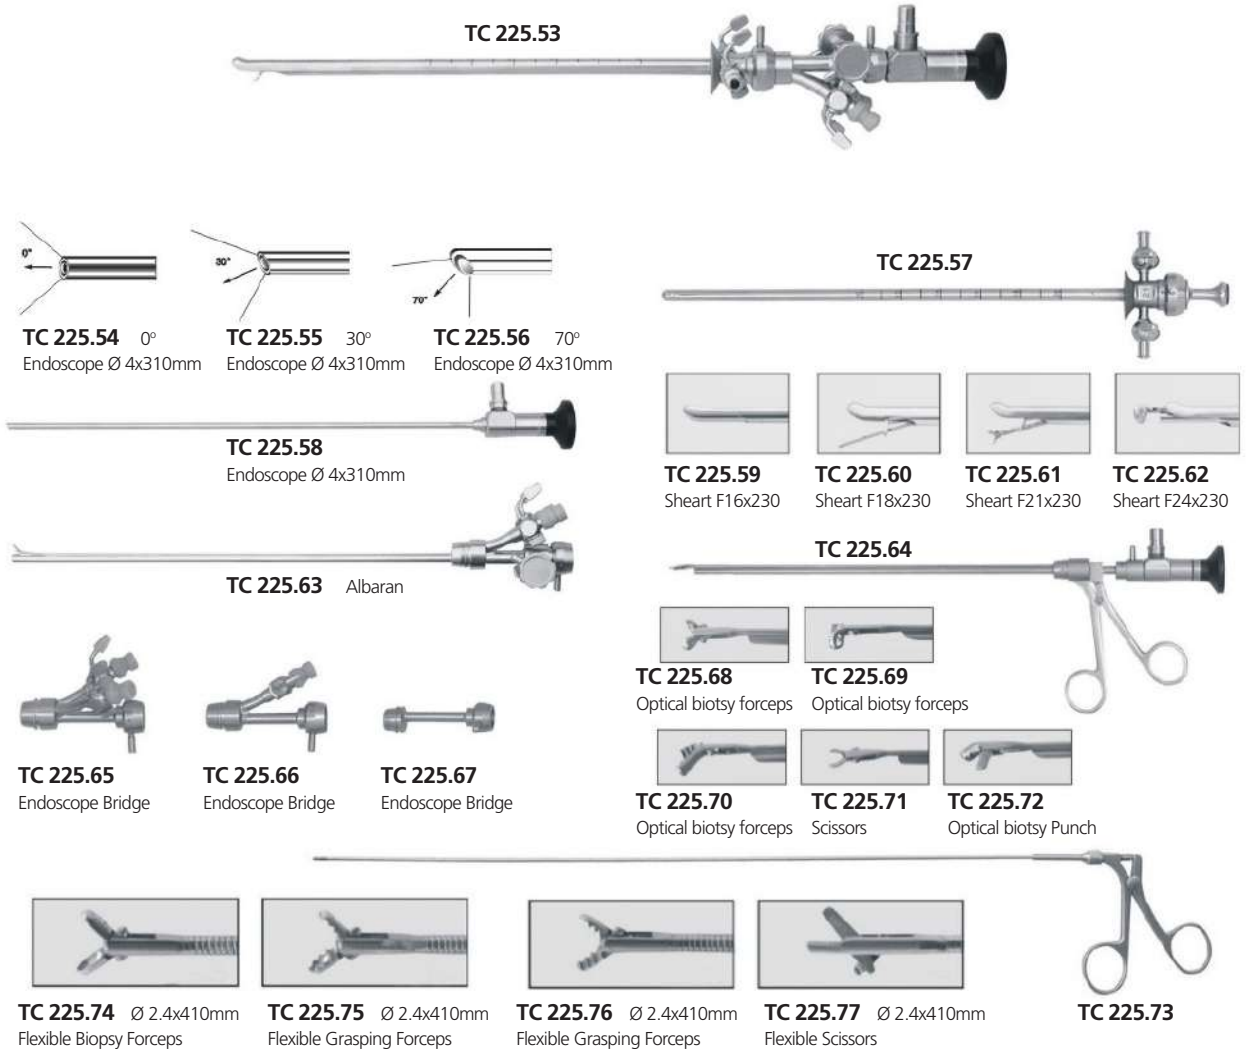 TC 225.53
0°
30°
70°
TC 225.54 0º
Endoscope Ø 4x310mm
TC 225.55 30º
Endoscope Ø 4x310mm
TC 225.56 70º
Endoscope Ø 4x310mm
TC 225.57
TC 225.58
Endoscope Ø 4x310mm
TC 225.59
Sheart F16x230
TC 225.60
Sheart F18x230
TC 225.61
Sheart F21x230
TC 225.62
Sheart F24x230
TC 225.63 Albaran
TC 225.64
TC 225.65
Endoscope Bridge
TC 225.66
Endoscope Bridge
TC 225.67
Endoscope Bridge
TC 225.68
Optical biotsy forceps
TC 225.69
Optical biotsy forceps
TC 225.70
Optical biotsy forceps
TC 225.71
Scissors
TC 225.72
Optical biotsy Punch
TC 225.73
TC 225.74 Ø 2.4x410mm
Flexible Biopsy Forceps
TC 225.75 Ø 2.4x410mm
Flexible Grasping Forceps
TC 225.76 Ø 2.4x410mm
Flexible Grasping Forceps
TC 225.77 Ø 2.4x410mm
Flexible Scissors